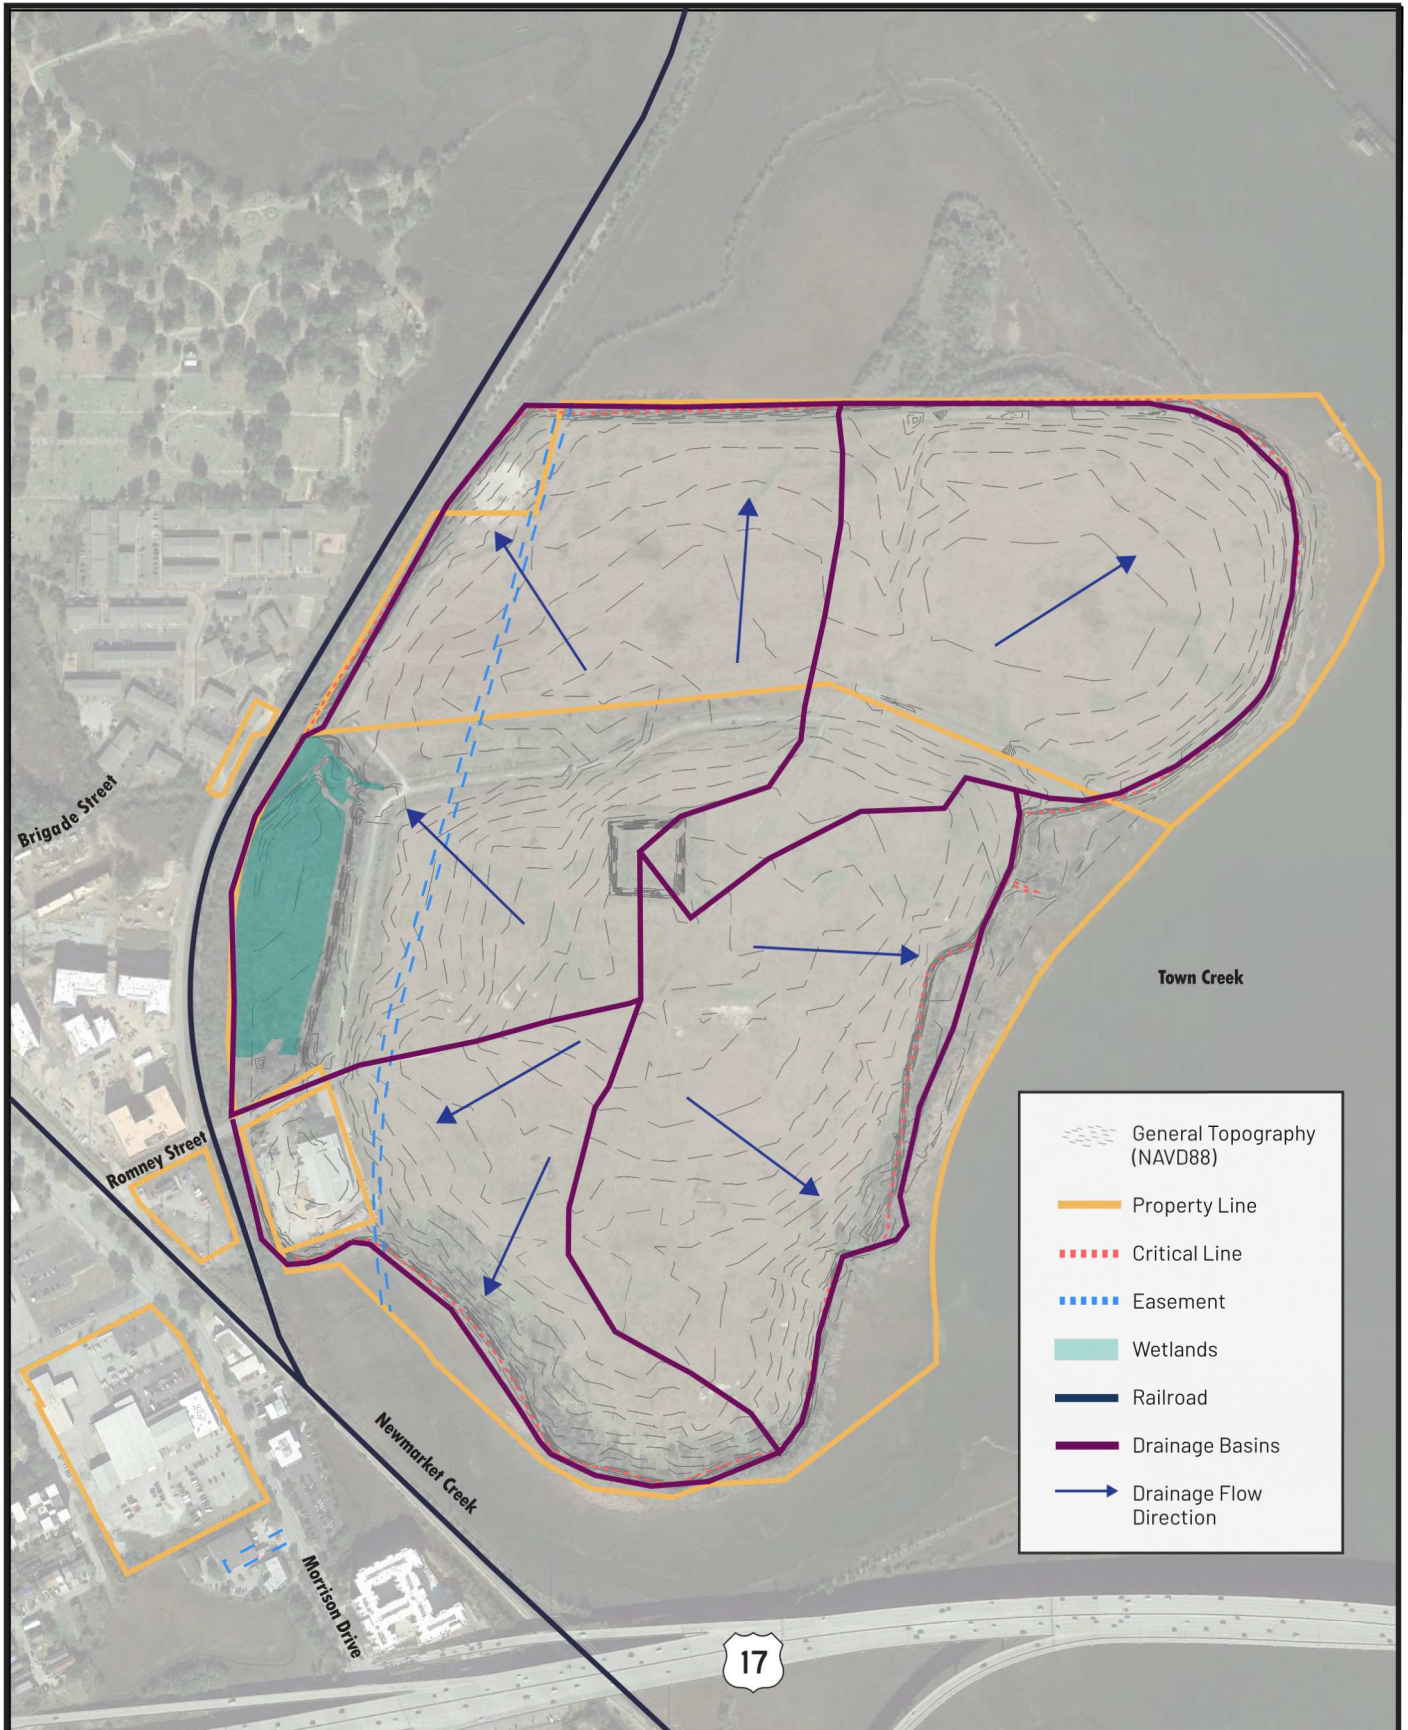 Brigade Street
Town Creek
Romney Street
Newmarket Creek
Morrison Drive
17
General Topography
(NAVD88)
Property Line
Critical Line
Easement
Wetlands
Railroad
Drainage Basins
Drainage Flow
Direction